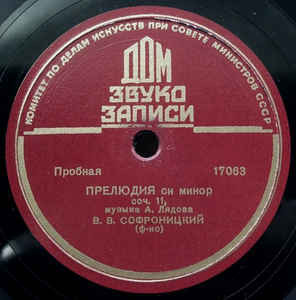 КОМИТЕТ ПО ДЕЛАМ ИСКУССТВ ПРИ СОВЕТЕ МИНИСТРОВ СССР
ДОМ
ЗВУКО
ЗАПИСИ
Пробная 17063
ПРЕЛЮДИЯ си минор
соч. 11,
музыка А. Лядова
В. В. СОФРОНИЦКИЙ
(ф-но)